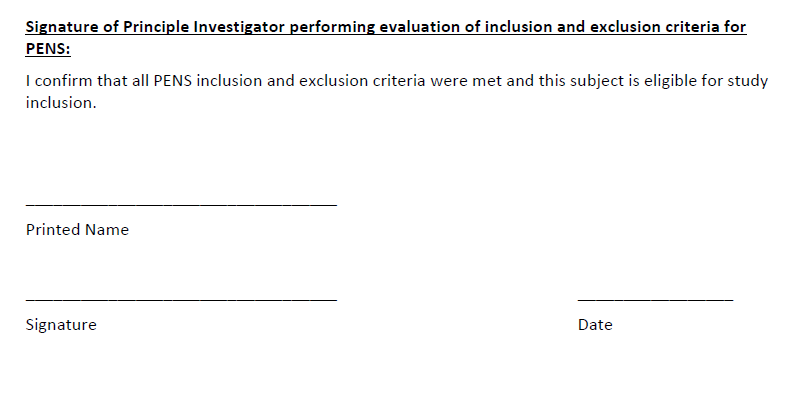 Signature of Principle Investigator performing evaluation of inclusion and exclusion criteria for
PENS:
I confirm that all PENS inclusion and exclusion criteria were met and this subject is eligible for study
inclusion.
Printed Name
Signature Date